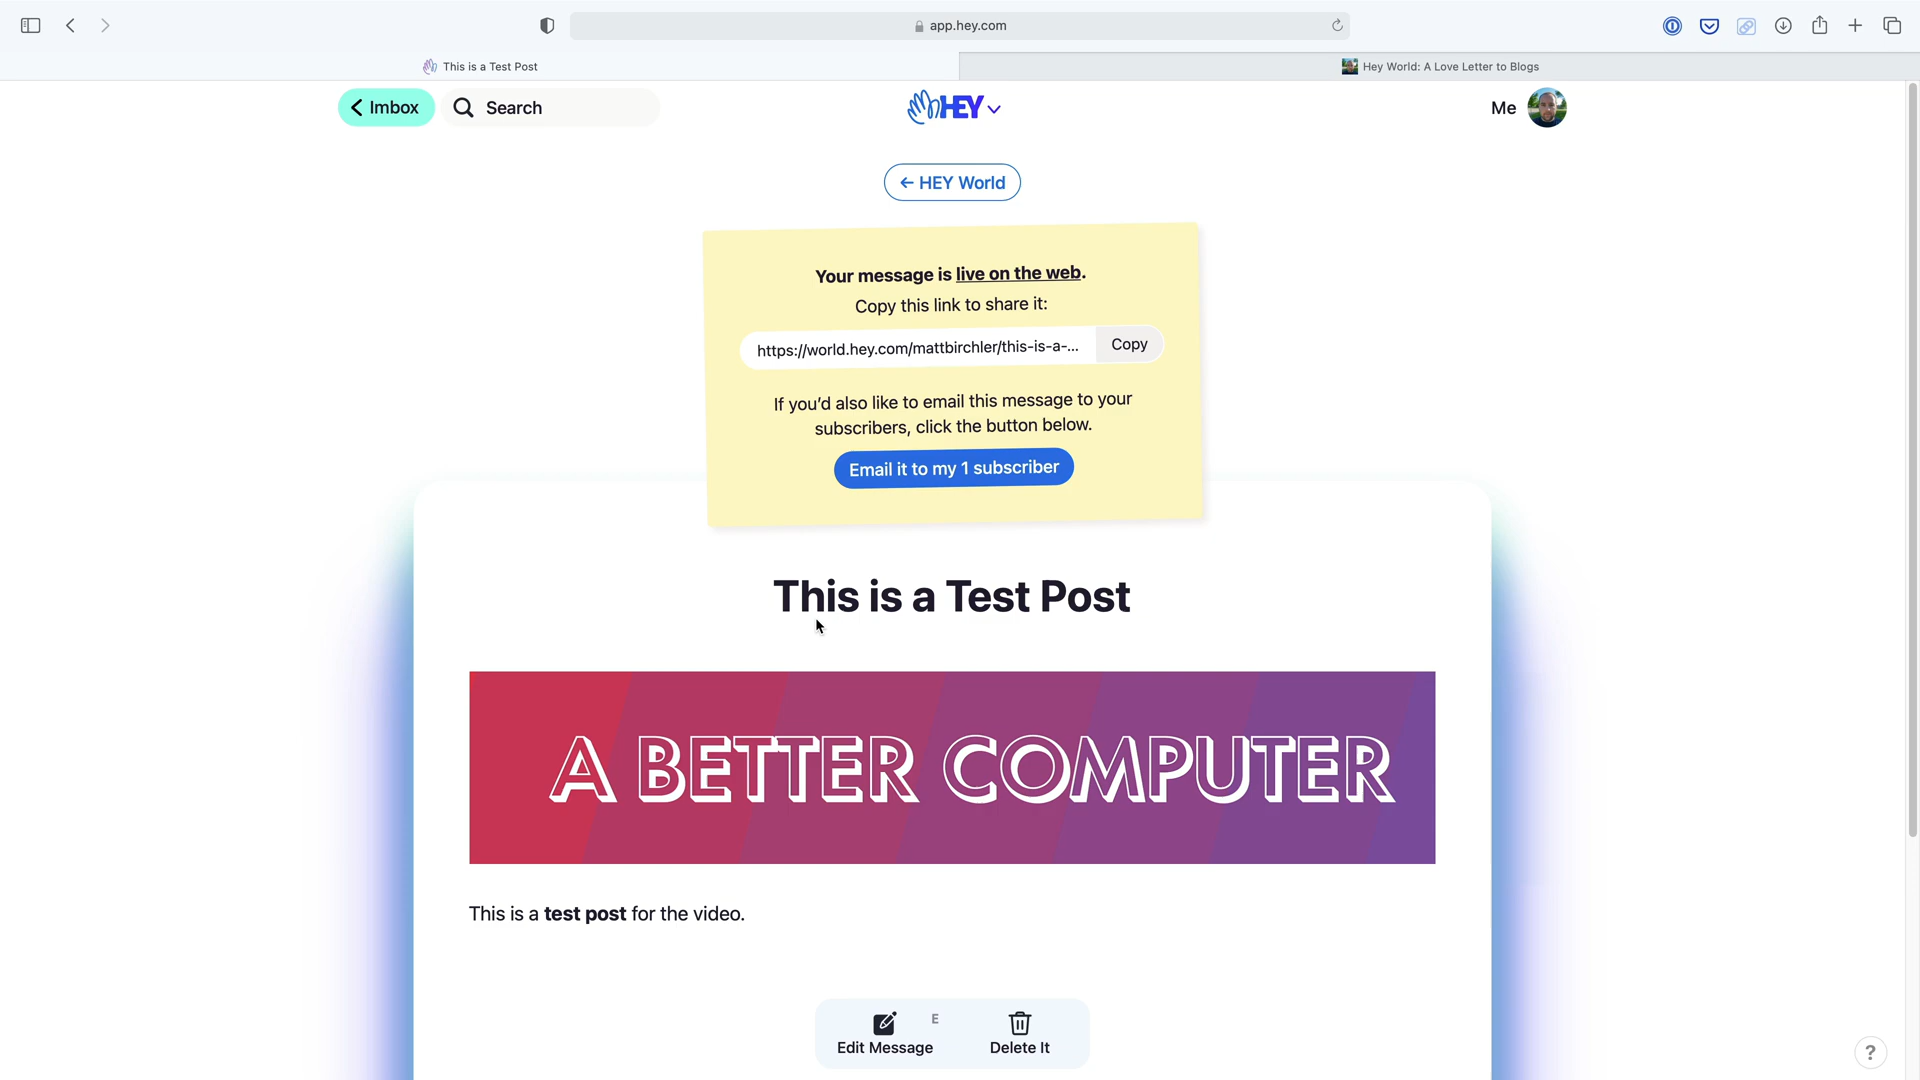 app.hey.com
This is a Test Post
Hey World: A Love Letter to Blogs
Imbox
Search
HEY
Me
← HEY World
Your message is live on the web.
Copy this link to share it:
https://world.hey.com/mattbirchler/this-is-a-...
Copy
If you'd also like to email this message to your
subscribers, click the button below.
Email it to my 1 subscriber
This is a Test Post
A BETTER COMPUTER
This is a test post for the video.
E
Edit Message
Delete It
?